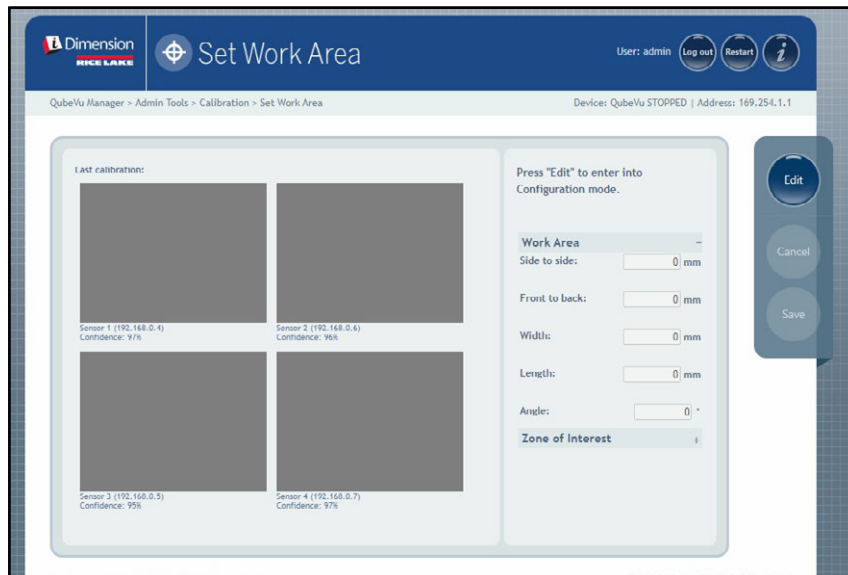 iDimension
RICE LAKE
Set Work Area
User: admin
Log out
Restart
i
QubeVu Manager > Admin Tools > Calibration > Set Work Area
Device: QubeVu STOPPED | Address: 169.254.1.1
Last calibration:
Sensor 1 (192.168.0.4)
Confidence: 97%
Sensor 2 (192.168.0.6)
Confidence: 96%
Sensor 3 (192.168.0.5)
Confidence: 95%
Sensor 4 (192.168.0.7)
Confidence: 97%
Press "Edit" to enter into
Configuration mode.
Work Area –
Side to side: 0 mm
Front to back: 0 mm
Width: 0 mm
Length: 0 mm
Angle: 0 °
Zone of Interest +
Edit
Cancel
Save